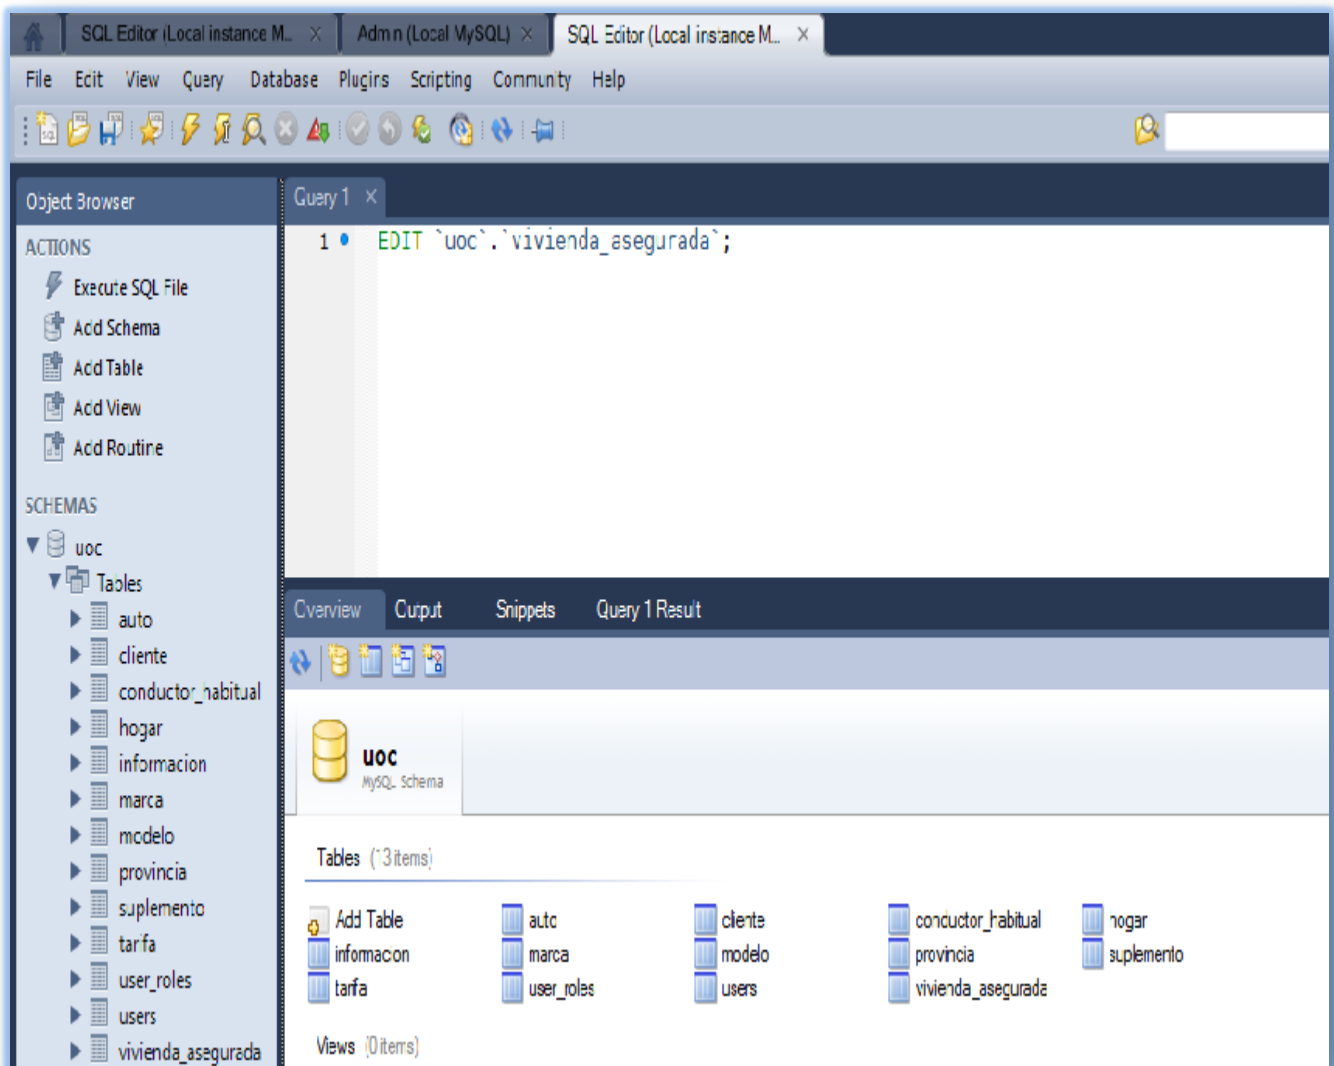 SQL Editor (Local instance M... × Admin (Local MySQL) × SQL Editor (Local instance M... ×
File Edit View Query Database Plugins Scripting Community Help
Object Browser
Query 1 ×
ACTIONS
Execute SQL File
Add Schema
Add Table
Add View
Add Routine
SCHEMAS
uoc
Tables
auto
cliente
conductor_habitual
hogar
informacion
marca
modelo
provincia
suplemento
tarifa
user_roles
users
vivienda_asegurada
1 EDIT `uoc`.`vivienda_asegurada`;
Overview Output Snippets Query 1 Result
uoc
MySQL Schema
Tables (13 items)
Add Table auto cliente conductor_habitual hogar
informacion marca modelo provincia suplemento
tarifa user_roles users vivienda_asegurada
Views (0 items)